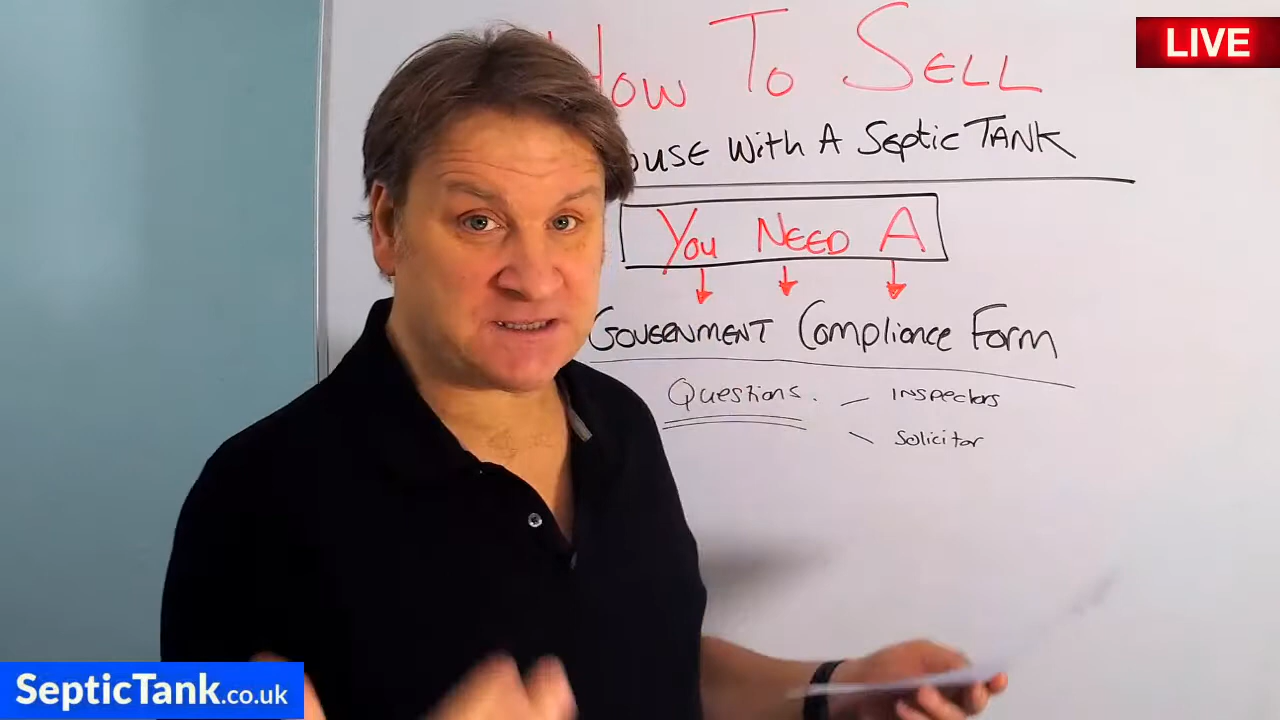 LIVE
How To SELL
OUSE With A Septic TANK
You NEED A
GOVERNMENT Compliance Form
Questions. — INSPECTORS
Solicitor
SepticTank.co.uk